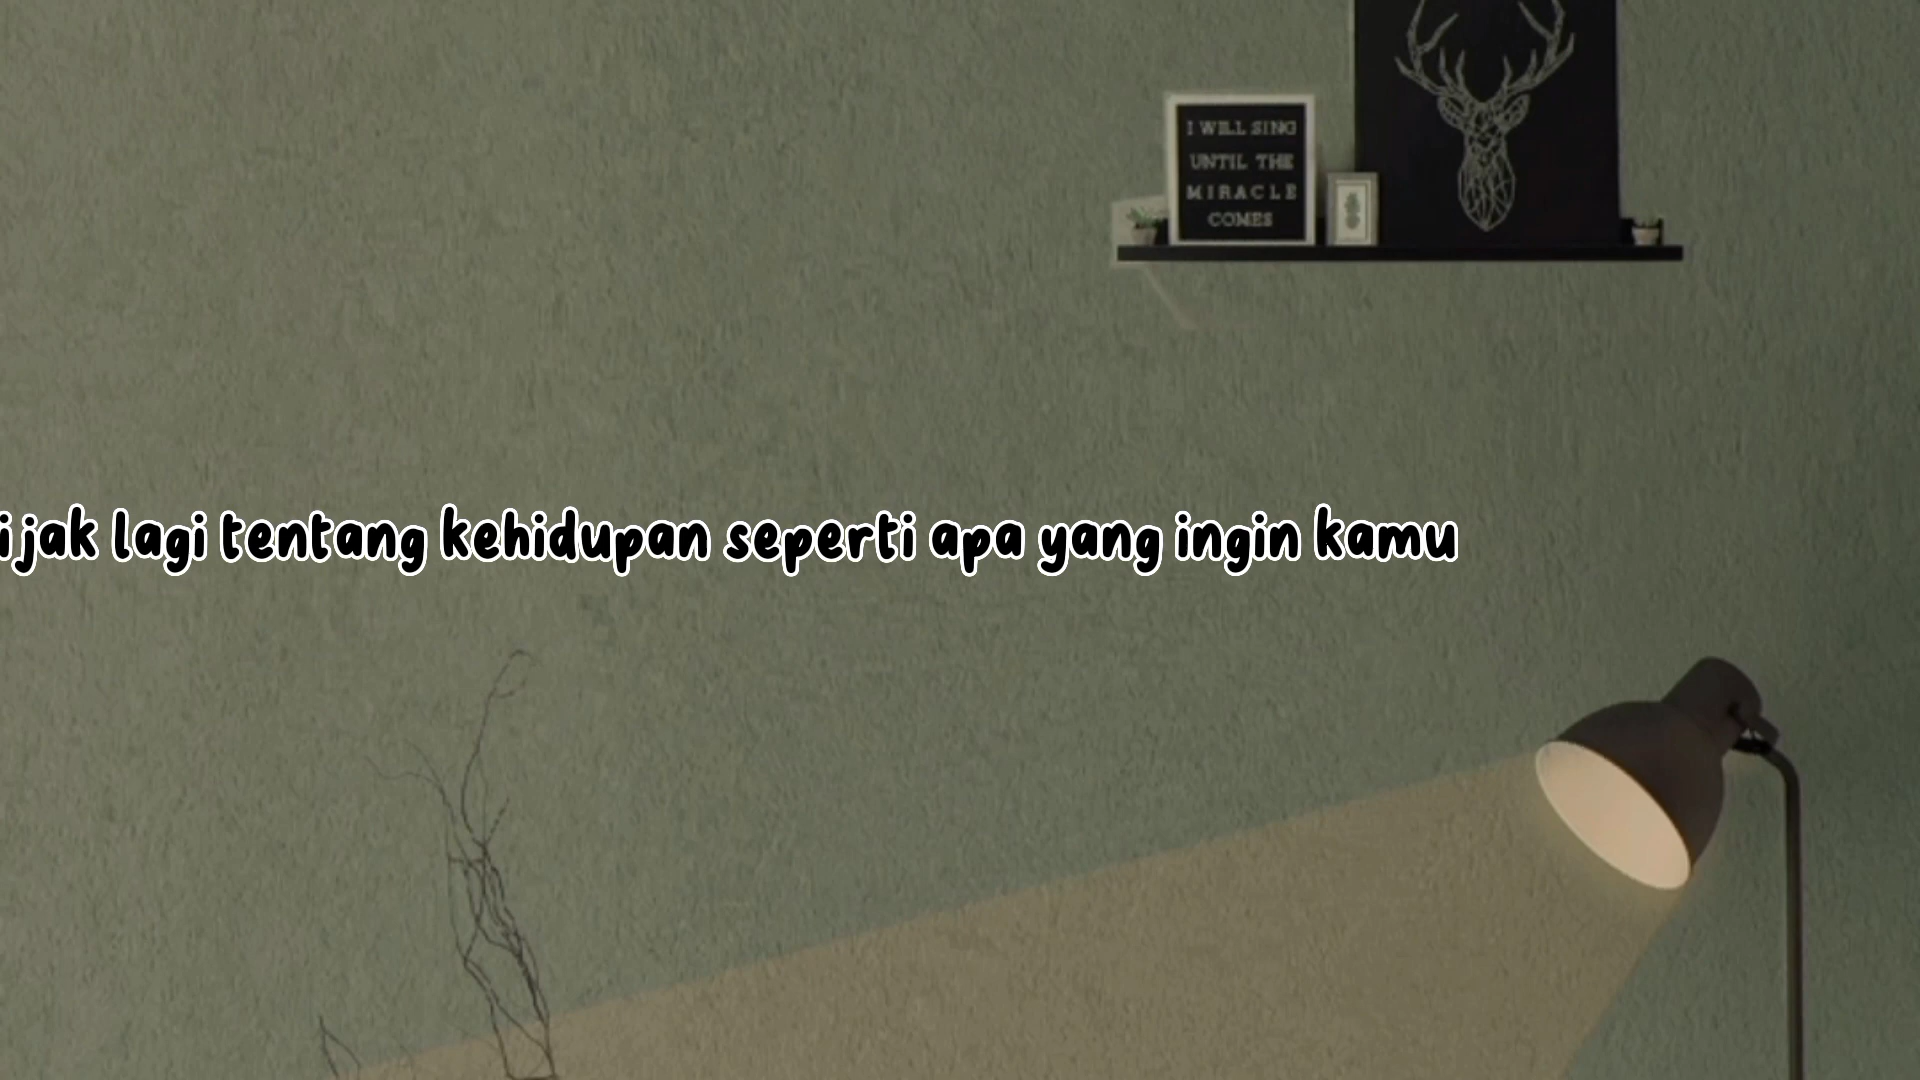 I WILL SING
UNTIL THE
MIRACLE
COMES
ijak lagi tentang kehidupan seperti apa yang ingin kamu